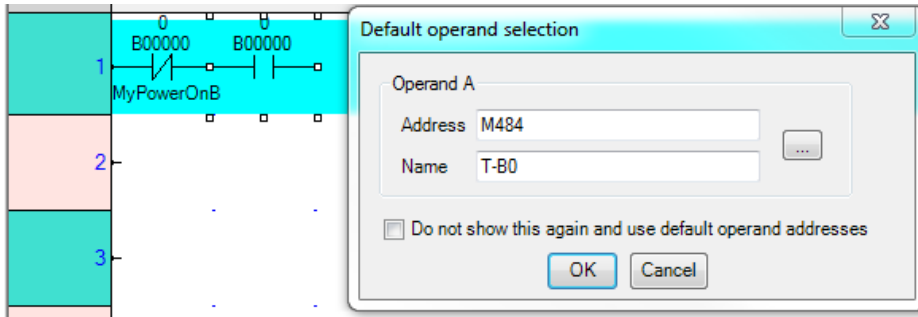 0 0
B00000 B00000
1
MyPowerOnB
2
3
Default operand selection
Operand A
Address M484
Name T-B0
...
Do not show this again and use default operand addresses
OK Cancel